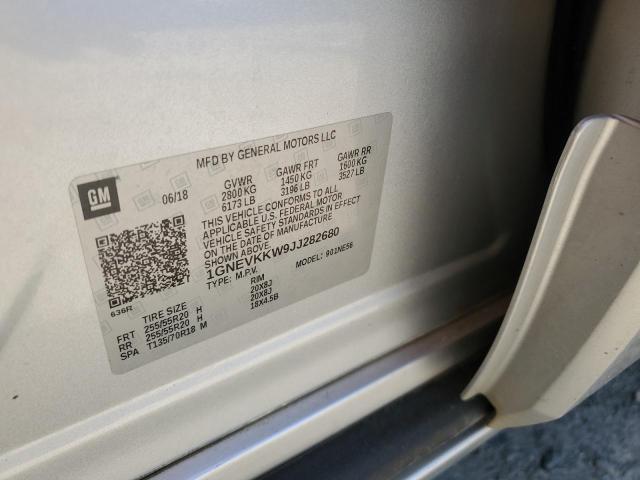 GM
MFD BY GENERAL MOTORS LLC
06/18
GVWR GAWR FRT GAWR RR
2800 KG 1450 KG 1600 KG
6173 LB 3196 LB 3527 LB
THIS VEHICLE CONFORMS TO ALL
APPLICABLE U.S. FEDERAL MOTOR
VEHICLE SAFETY STANDARDS IN EFFECT
ON THE DATE OF MANUFACTURE SHOWN ABOVE.
1GNEVKKW9JJ282680
TYPE: M.P.V. MODEL: 901NE56
636R
TIRE SIZE RIM
FRT 255/55R20 H 20X8J
RR 255/55R20 H 20X8J
SPA T135/70R18 M 18X4.5B